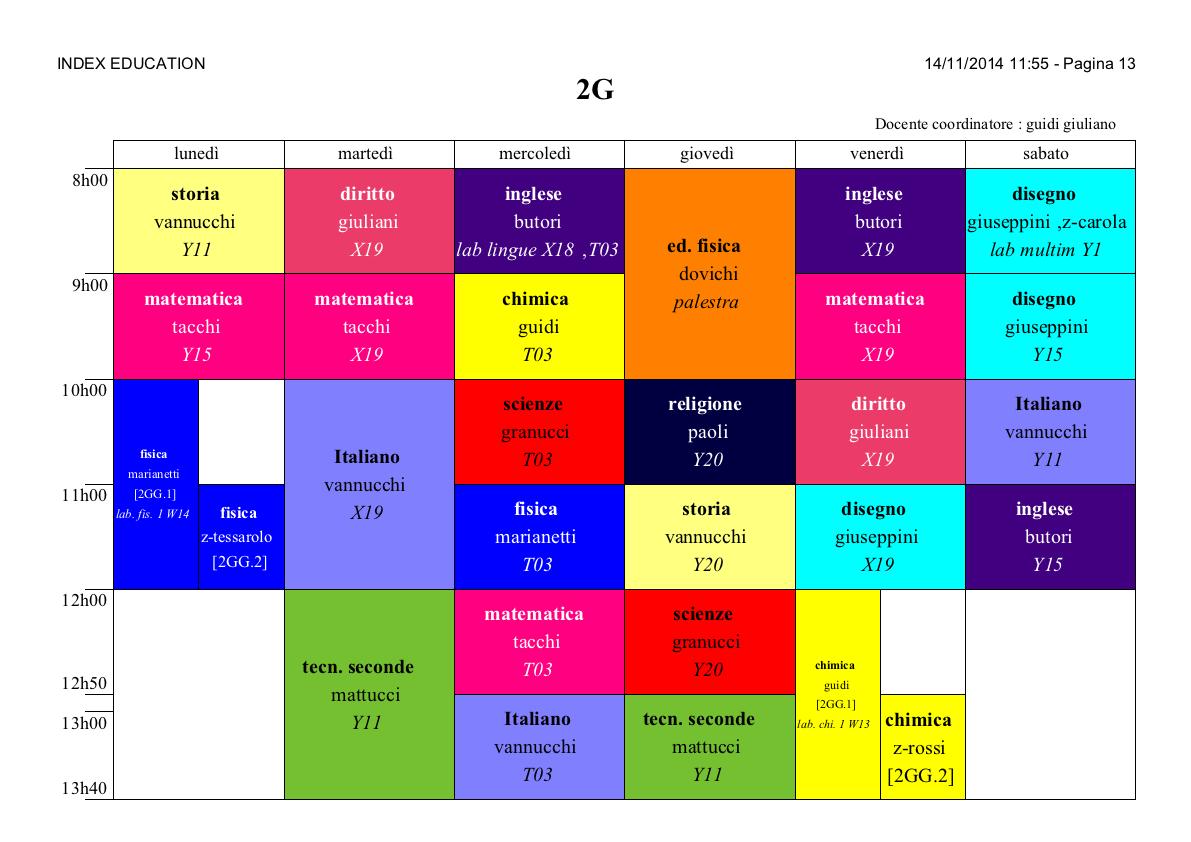 INDEX EDUCATION
14/11/2014 11:55 - Pagina 13
2G
Docente coordinatore : guidi giuliano
lunedì martedì mercoledì giovedì venerdì sabato
8h00
storia
vannucchi
Y11
diritto
giuliani
X19
inglese
butori
lab lingue X18 ,T03
ed. fisica
dovichi
palestra
inglese
butori
X19
disegno
giuseppini ,z-carola
lab multim Y1
9h00
matematica
tacchi
Y15
matematica
tacchi
X19
chimica
guidi
T03
matematica
tacchi
X19
disegno
giuseppini
Y15
10h00
fisica
marianetti
[2GG.1]
lab. fis. 1 W14
Italiano
vannucchi
X19
scienze
granucci
T03
religione
paoli
Y20
diritto
giuliani
X19
Italiano
vannucchi
Y11
11h00
fisica
z-tessarolo
[2GG.2]
fisica
marianetti
T03
storia
vannucchi
Y20
disegno
giuseppini
X19
inglese
butori
Y15
12h00
tecn. seconde
mattucci
Y11
matematica
tacchi
T03
scienze
granucci
Y20
chimica
guidi
[2GG.1]
lab. chi. 1 W13
12h50
13h00
Italiano
vannucchi
T03
tecn. seconde
mattucci
Y11
chimica
z-rossi
[2GG.2]
13h40